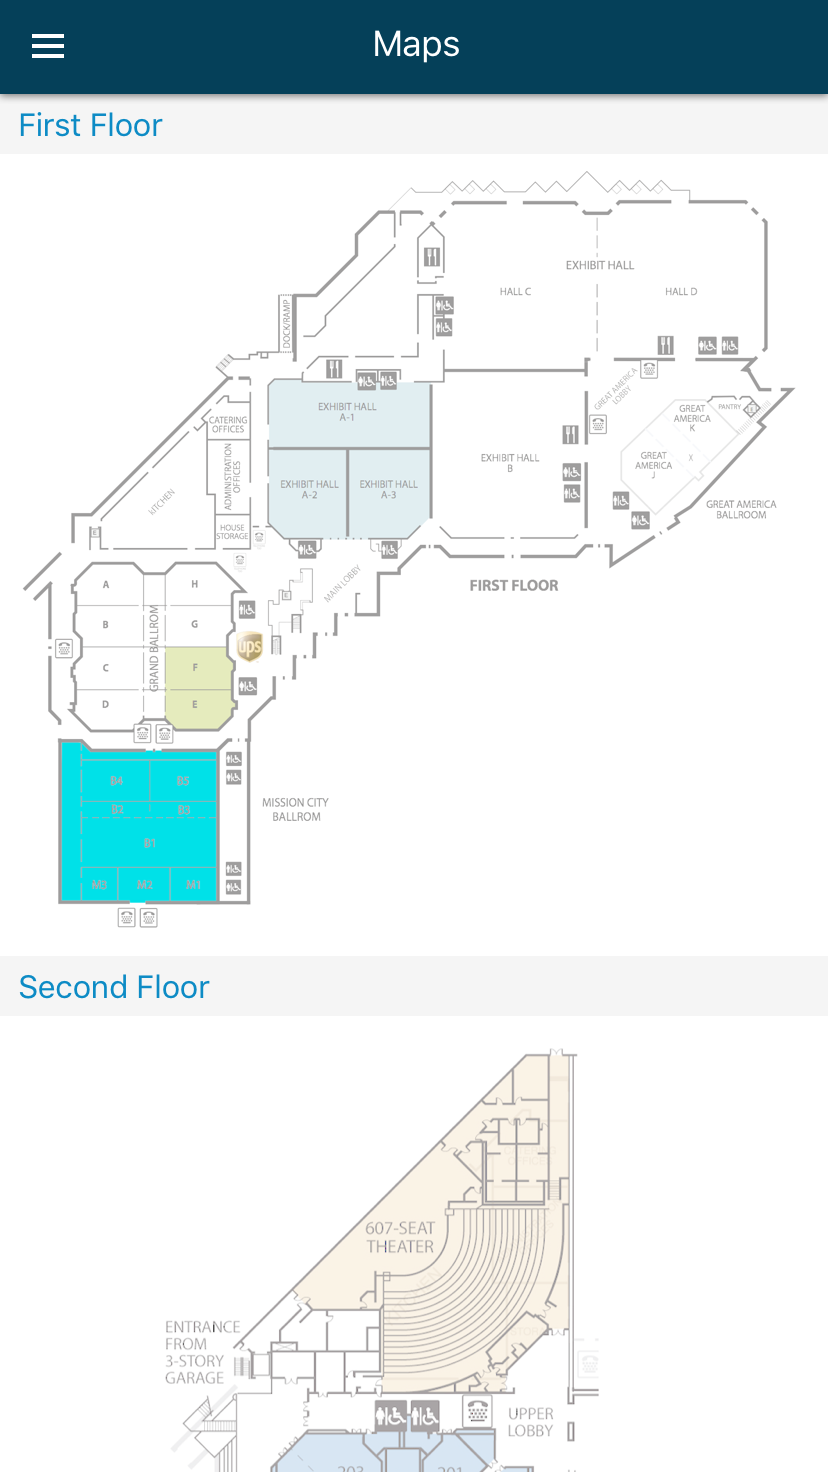 Maps
First Floor
EXHIBIT HALL
HALL C
HALL D
DOCK/RAMP
GREAT AMERICA
LOBBY
PANTRY
E
GREAT
AMERICA
K
X
GREAT
AMERICA
J
GREAT AMERICA
BALLROOM
EXHIBIT HALL
A-1
EXHIBIT HALL
A-2
EXHIBIT HALL
A-3
EXHIBIT HALL
B
CATERING
OFFICES
ADMINISTRATION
OFFICES
KITCHEN
HOUSE
STORAGE
E
MAIN LOBBY
E
FIRST FLOOR
A
H
B
G
C
F
D
E
GRAND BALLROM
ups
B4
B5
B2
B3
B1
M3
M2
M1
MISSION CITY
BALLROM
Second Floor
607-SEAT
THEATER
ENTRANCE
FROM
3-STORY
GARAGE
UPPER
LOBBY
203
201